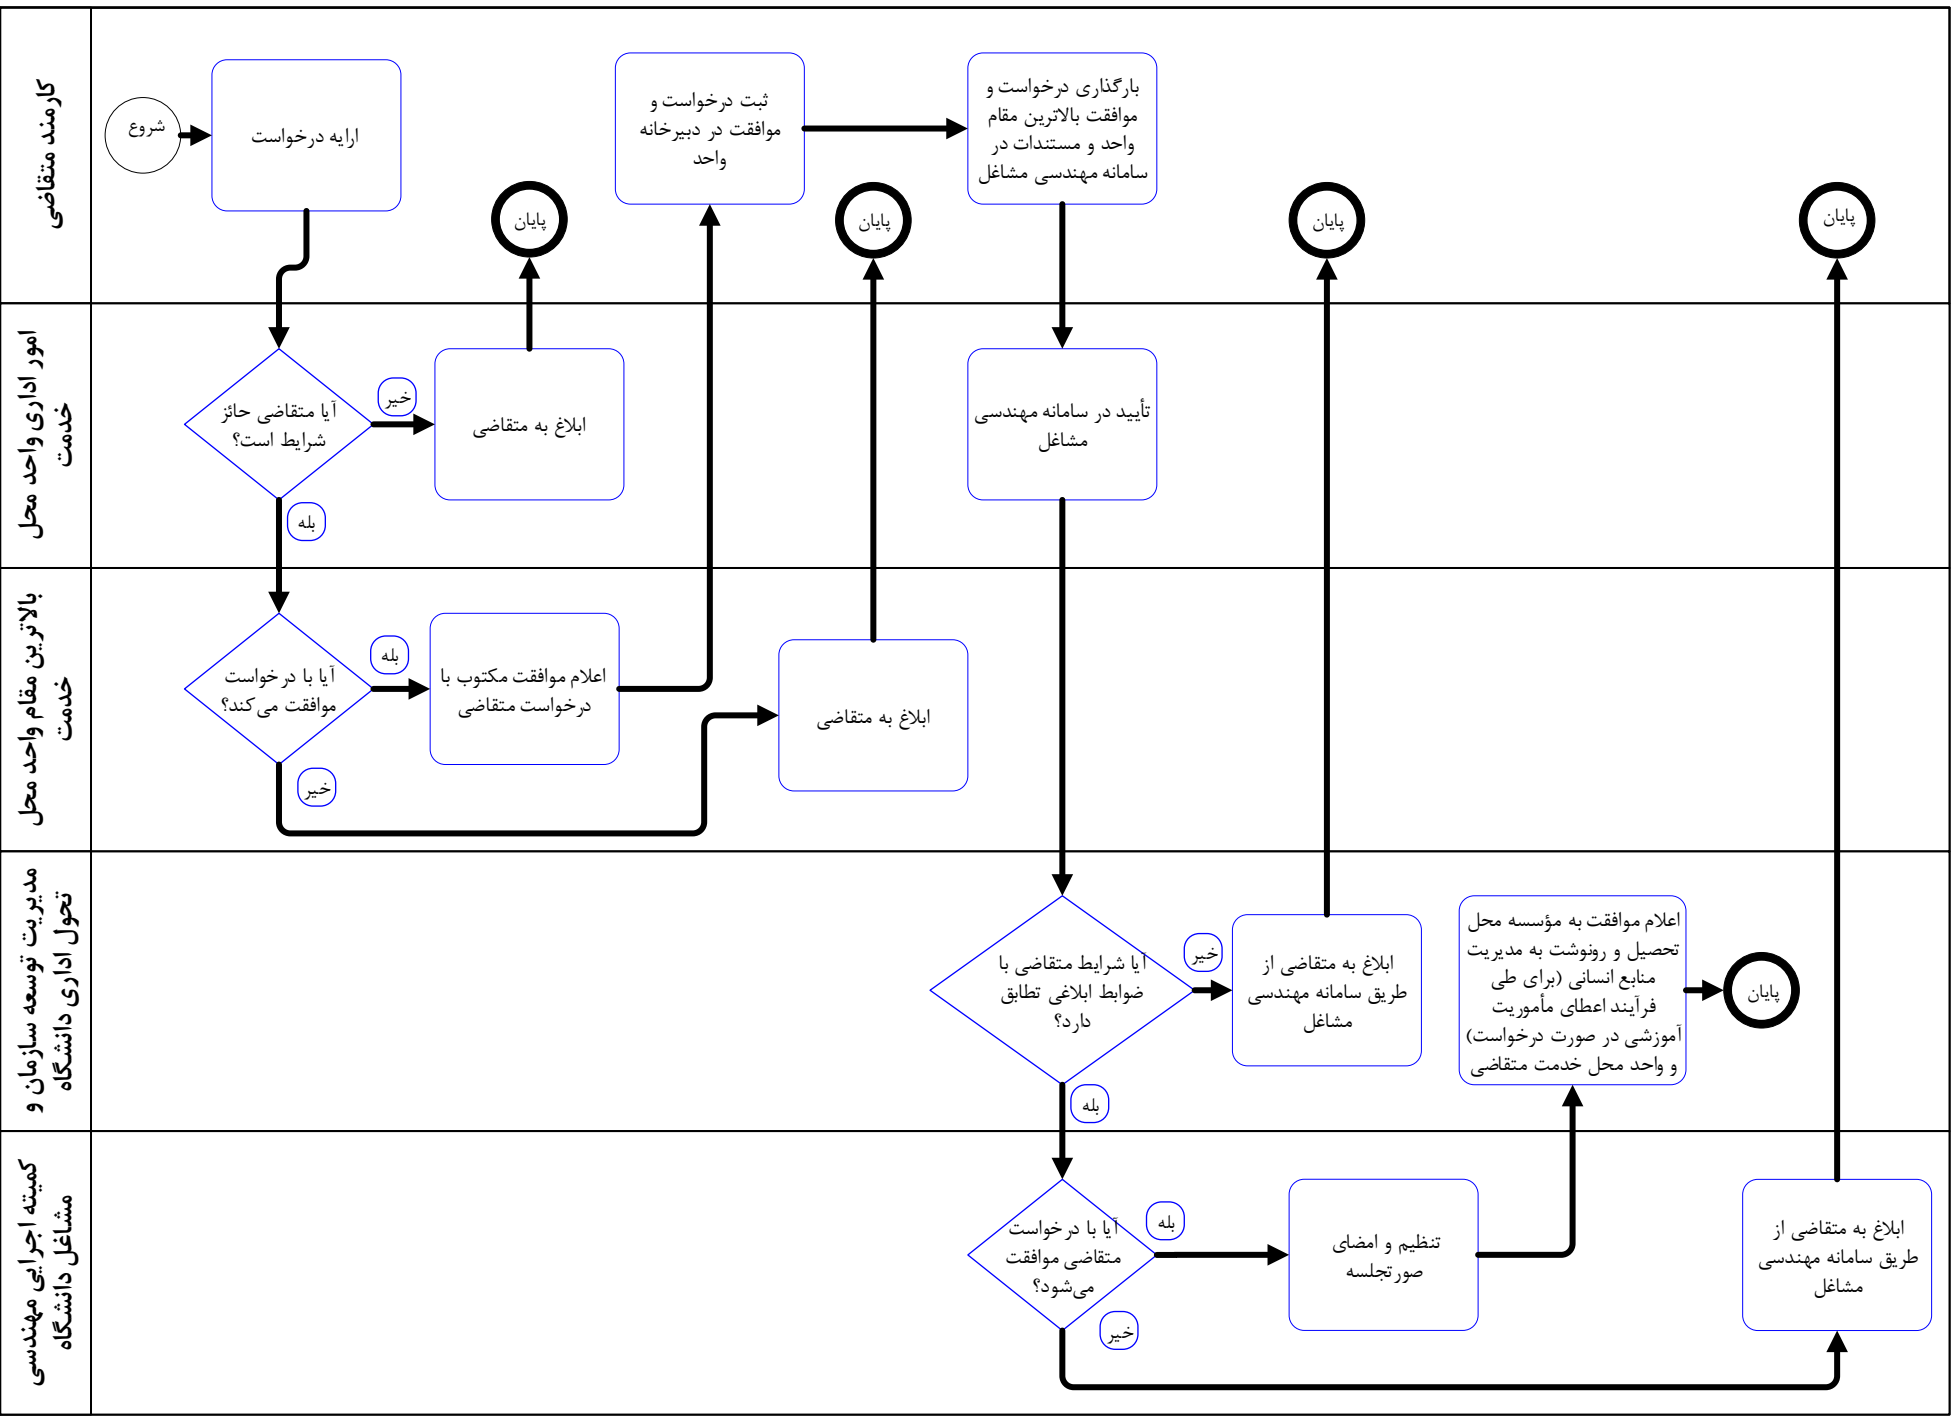 کارمند متقاضی
شروع
ارایه درخواست
ثبت درخواست و
موافقت در دبیرخانه
واحد
بارگذاری درخواست و
موافقت بالاترین مقام
واحد و مستندات در
سامانه مهندسی مشاغل
پایان
پایان
پایان
پایان
امور اداری واحد محل
خدمت
آیا متقاضی حائز
شرایط است؟
خیر
بله
ابلاغ به متقاضی
تأیید در سامانه مهندسی
مشاغل
بالاترین مقام واحد محل
خدمت
آیا با درخواست
موافقت می‌کند؟
بله
خیر
اعلام موافقت مکتوب با
درخواست متقاضی
ابلاغ به متقاضی
مدیریت توسعه سازمان و
تحول اداری دانشگاه
آیا شرایط متقاضی با
ضوابط ابلاغی تطابق
دارد؟
خیر
بله
ابلاغ به متقاضی از
طریق سامانه مهندسی
مشاغل
اعلام موافقت به مؤسسه محل
تحصیل و رونوشت به مدیریت
منابع انسانی (برای طی
فرآیند اعطای مأموریت
آموزشی در صورت درخواست)
و واحد محل خدمت متقاضی
پایان
کمیته اجرایی مهندسی
مشاغل دانشگاه
آیا با درخواست
متقاضی موافقت
می‌شود؟
بله
خیر
تنظیم و امضای
صورتجلسه
ابلاغ به متقاضی از
طریق سامانه مهندسی
مشاغل